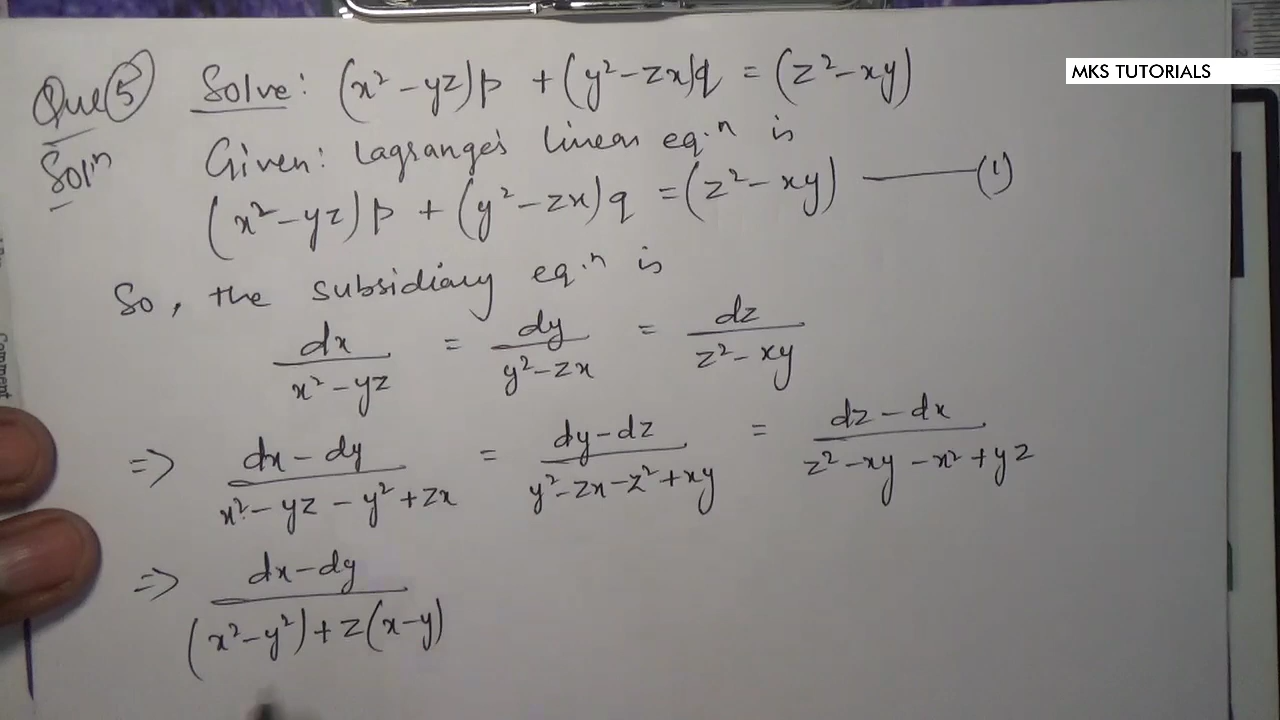 Que 5 Solve: (x² - yz)p + (y² - zx)q = (z² - xy)
MKS TUTORIALS
Solⁿ Given: Lagrange's linear eq.ⁿ is
(x² - yz)p + (y² - zx)q = (z² - xy) —— (1)
So, the subsidiary eq.ⁿ is
dx / (x² - yz) = dy / (y² - zx) = dz / (z² - xy)
=> (dx - dy) / (x² - yz - y² + zx) = (dy - dz) / (y² - zx - z² + xy) = (dz - dx) / (z² - xy - x² + yz)
=> (dx - dy) / ((x² - y²) + z(x - y))
Comment